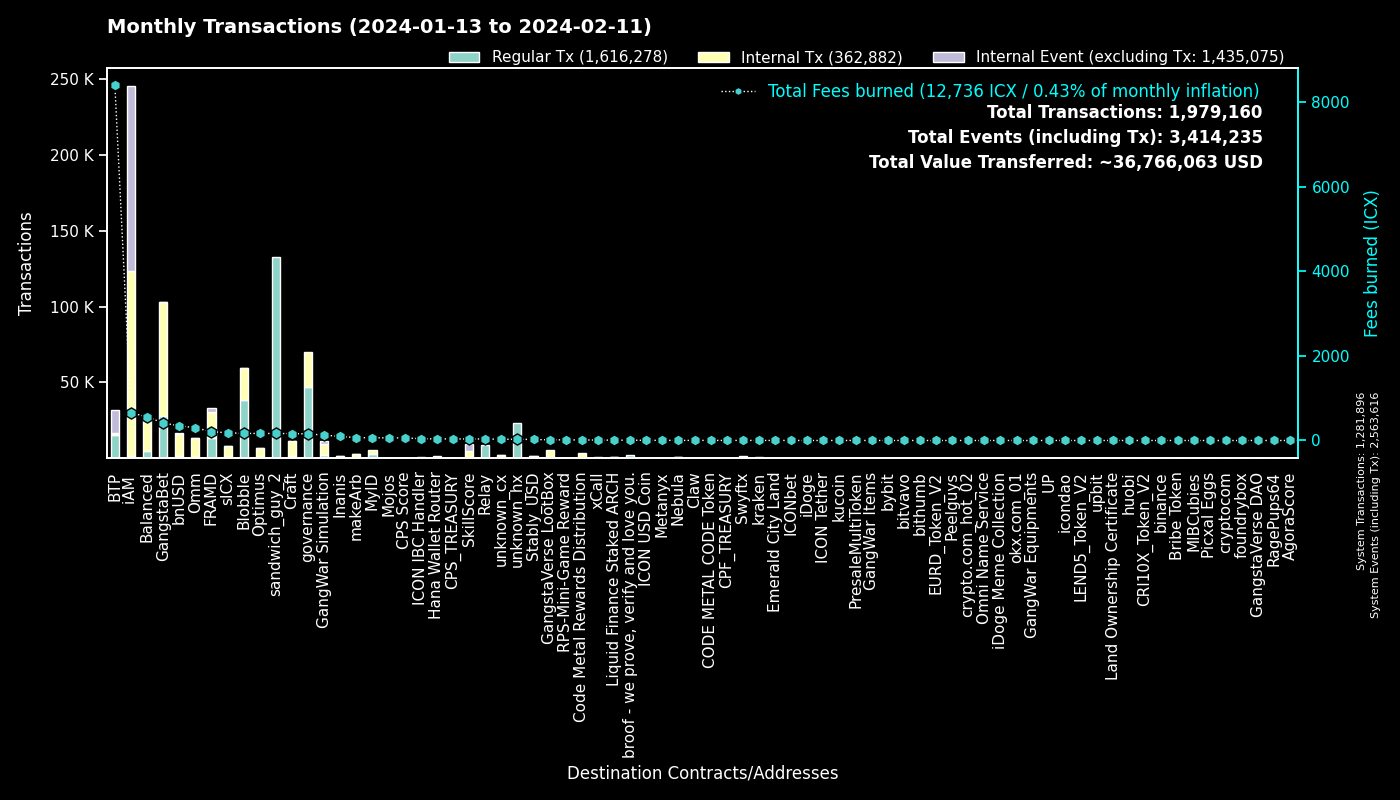 Monthly Transactions (2024-01-13 to 2024-02-11)
Regular Tx (1,616,278)
Internal Tx (362,882)
Internal Event (excluding Tx: 1,435,075)
Total Fees burned (12,736 ICX / 0.43% of monthly inflation)
Total Transactions: 1,979,160
Total Events (including Tx): 3,414,235
Total Value Transferred: ~36,766,063 USD
Transactions
250 K
200 K
150 K
100 K
50 K
8000
6000
4000
2000
0
Fees burned (ICX)
System Transactions: 1,281,896
System Events (including Tx): 2,563,616
BTP
IAM
Balanced
GangstaBet
bnUSD
Omm
FRAMD
sICX
Blobble
Optimus
sandwich_guy_2
Craft
governance
GangWar Simulation
Inanis
makeArb
MyID
Mojos
CPS Score
ICON IBC Handler
Hana Wallet Router
CPS_TREASURY
SkillScore
Relay
unknown_cx
unknown_hx
Stably_USD
GangstaVerse LootBox
RPS-Mini-Game Reward
Code Metal Rewards Distribution
xCall
Liquid Finance Staked ARCH
broof - we prove, verify and love you.
ICON USD Coin
Metanyx
Nebula
Claw
CODE METAL CODE Token
CPF_TREASURY
Swyftx
kraken
Emerald City Land
ICONbet
iDoge
ICON Tether
kucoin
PresaleMultiToken
GangWar Items
bybit
bitvavo
bithumb
EURD_Token_V2
Peelglys
crypto.com_hot_02
Omni Name Service
iDoge Meme Collection
okx.com_01
GangWar Equipments
UP
icondao
LEND5_Token_V2
upbit
Land Ownership Certificate
huobi
CRI10X_Token_V2
binance
Bribe Token
MIBCubies
Picxal Eggs
cryptocom
foundrybox
GangstaVerse DAO
RagePups64
AgoraScore
Destination Contracts/Addresses